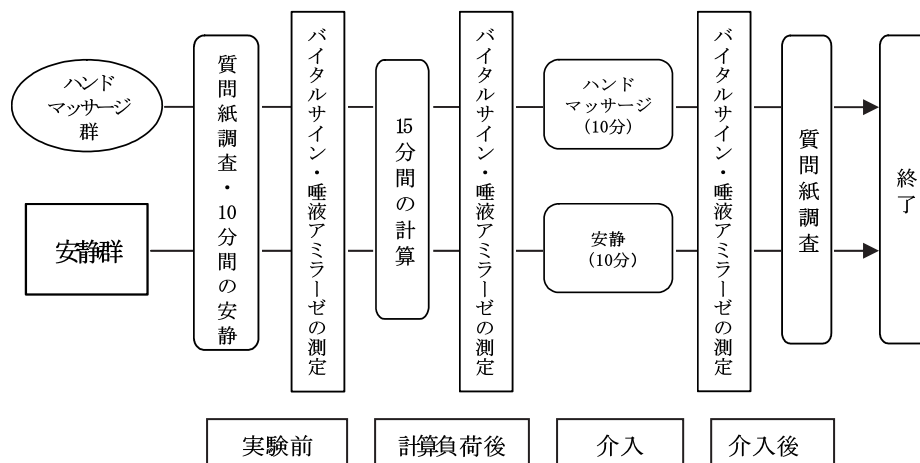 ハンド
マッサージ
群
安静群
質問紙調査・10分間の安静
バイタルサイン・唾液アミラーゼの測定
15分間の計算
バイタルサイン・唾液アミラーゼの測定
ハンド
マッサージ
(10分)
安静
(10分)
バイタルサイン・唾液アミラーゼの測定
質問紙調査
終了
実験前
計算負荷後
介入
介入後